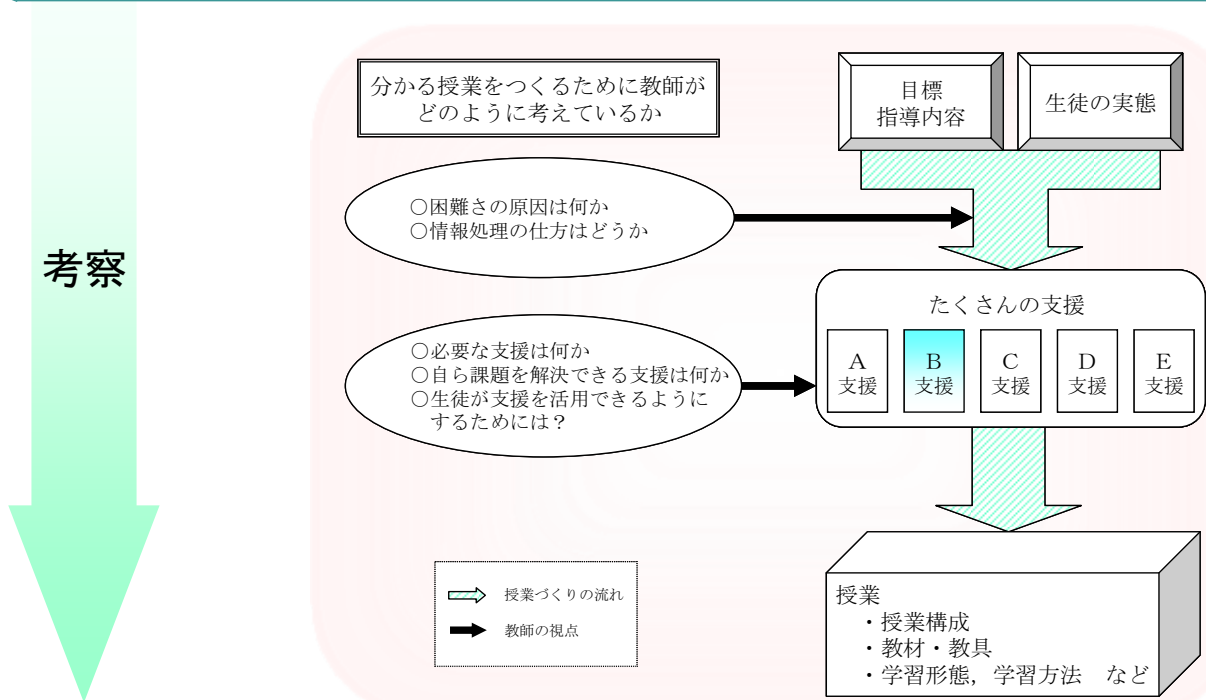 分かる授業をつくるために教師が
どのように考えているか
目標
指導内容
生徒の実態
○困難さの原因は何か
○情報処理の仕方はどうか
考察
たくさんの支援
A
支援
B
支援
C
支援
D
支援
E
支援
○必要な支援は何か
○自ら課題を解決できる支援は何か
○生徒が支援を活用できるように
するためには？
授業づくりの流れ
教師の視点
授業
・授業構成
・教材・教具
・学習形態，学習方法　など